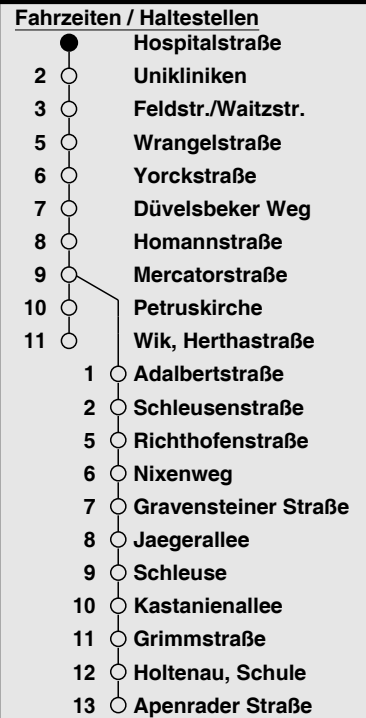 Fahrzeiten / Haltestellen
Hospitalstraße
2 Unikliniken
3 Feldstr./Waitzstr.
5 Wrangelstraße
6 Yorckstraße
7 Düvelsbeker Weg
8 Homannstraße
9 Mercatorstraße
10 Petruskirche
11 Wik, Herthastraße
1 Adalbertstraße
2 Schleusenstraße
5 Richthofenstraße
6 Nixenweg
7 Gravensteiner Straße
8 Jaegerallee
9 Schleuse
10 Kastanienallee
11 Grimmstraße
12 Holtenau, Schule
13 Apenrader Straße